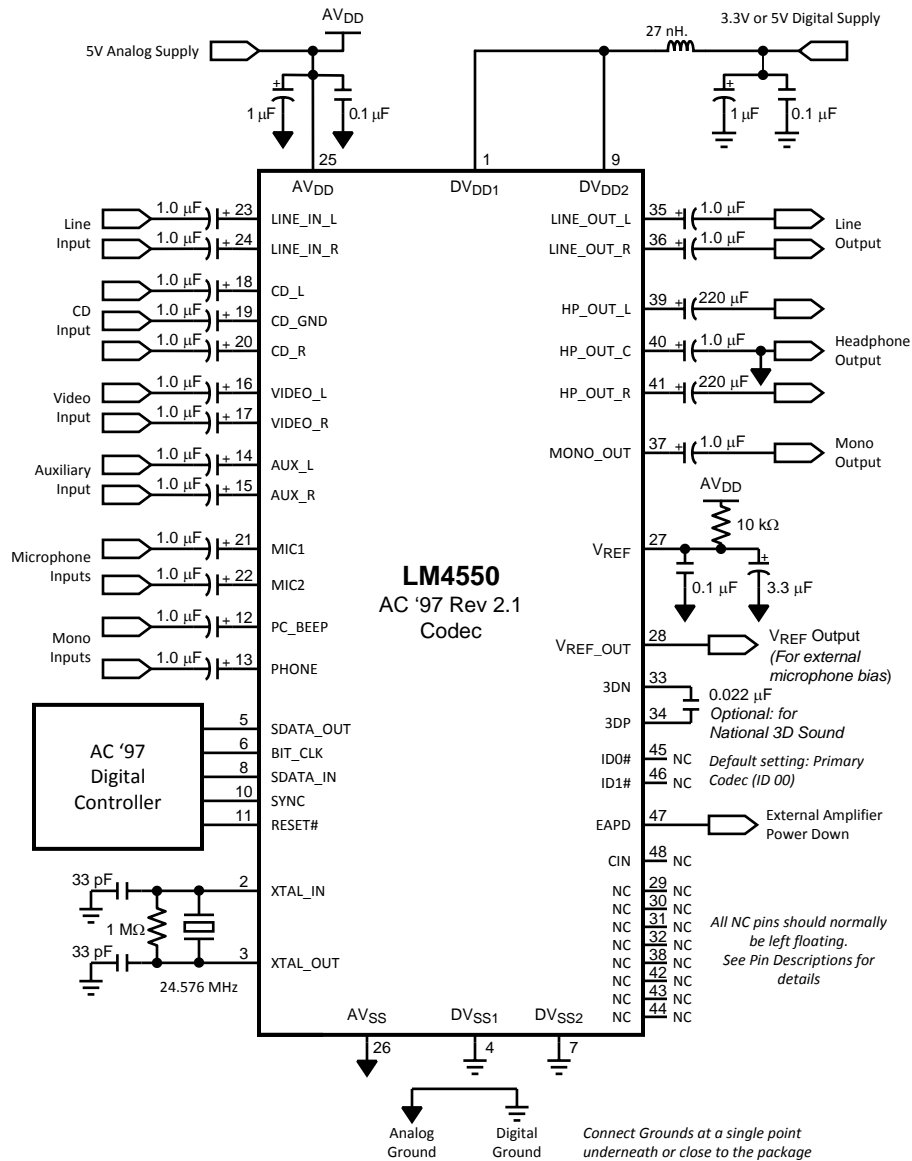 AVDD
5V Analog Supply
27 nH.
3.3V or 5V Digital Supply
+
1 µF
0.1 µF
+
1 µF
0.1 µF
25
1
9
AVDD
DVDD1
DVDD2
Line
Input
1.0 µF + 23 LINE_IN_L
1.0 µF + 24 LINE_IN_R
CD
Input
1.0 µF + 18 CD_L
1.0 µF + 19 CD_GND
1.0 µF + 20 CD_R
Video
Input
1.0 µF + 16 VIDEO_L
1.0 µF + 17 VIDEO_R
Auxiliary
Input
1.0 µF + 14 AUX_L
1.0 µF + 15 AUX_R
Microphone
Inputs
1.0 µF + 21 MIC1
1.0 µF + 22 MIC2
Mono
Inputs
1.0 µF + 12 PC_BEEP
1.0 µF + 13 PHONE
AC ‘97
Digital
Controller
5 SDATA_OUT
6 BIT_CLK
8 SDATA_IN
10 SYNC
11 RESET#
33 pF
2 XTAL_IN
1 MΩ
33 pF
3 XTAL_OUT
24.576 MHz
LM4550
AC ‘97 Rev 2.1
Codec
LINE_OUT_L 35 + 1.0 µF
LINE_OUT_R 36 + 1.0 µF
Line
Output
HP_OUT_L 39 + 220 µF
HP_OUT_C 40 + 1.0 µF
HP_OUT_R 41 + 220 µF
Headphone
Output
MONO_OUT 37 + 1.0 µF
Mono
Output
AVDD
10 kΩ
VREF 27
0.1 µF
+
3.3 µF
VREF_OUT 28
VREF Output
(For external
microphone bias)
3DN 33
3DP 34
0.022 µF
Optional: for
National 3D Sound
ID0# 45 NC
ID1# 46 NC
Default setting: Primary
Codec (ID 00)
EAPD 47
External Amplifier
Power Down
CIN 48 NC
NC 29 NC
NC 30 NC
NC 31 NC
NC 32 NC
NC 38 NC
NC 42 NC
NC 43 NC
NC 44 NC
All NC pins should normally
be left floating.
See Pin Descriptions for
details
AVSS
DVSS1
DVSS2
26
4
7
Analog
Ground
Digital
Ground
Connect Grounds at a single point
underneath or close to the package